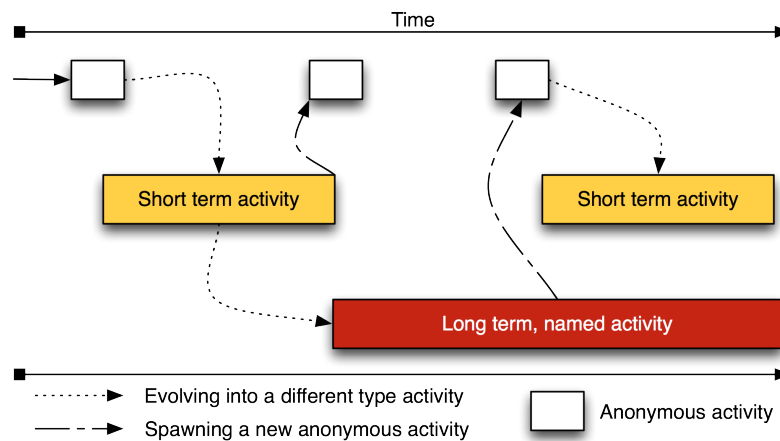 Time
Short term activity
Short term activity
Long term, named activity
Evolving into a different type activity
Spawning a new anonymous activity
Anonymous activity